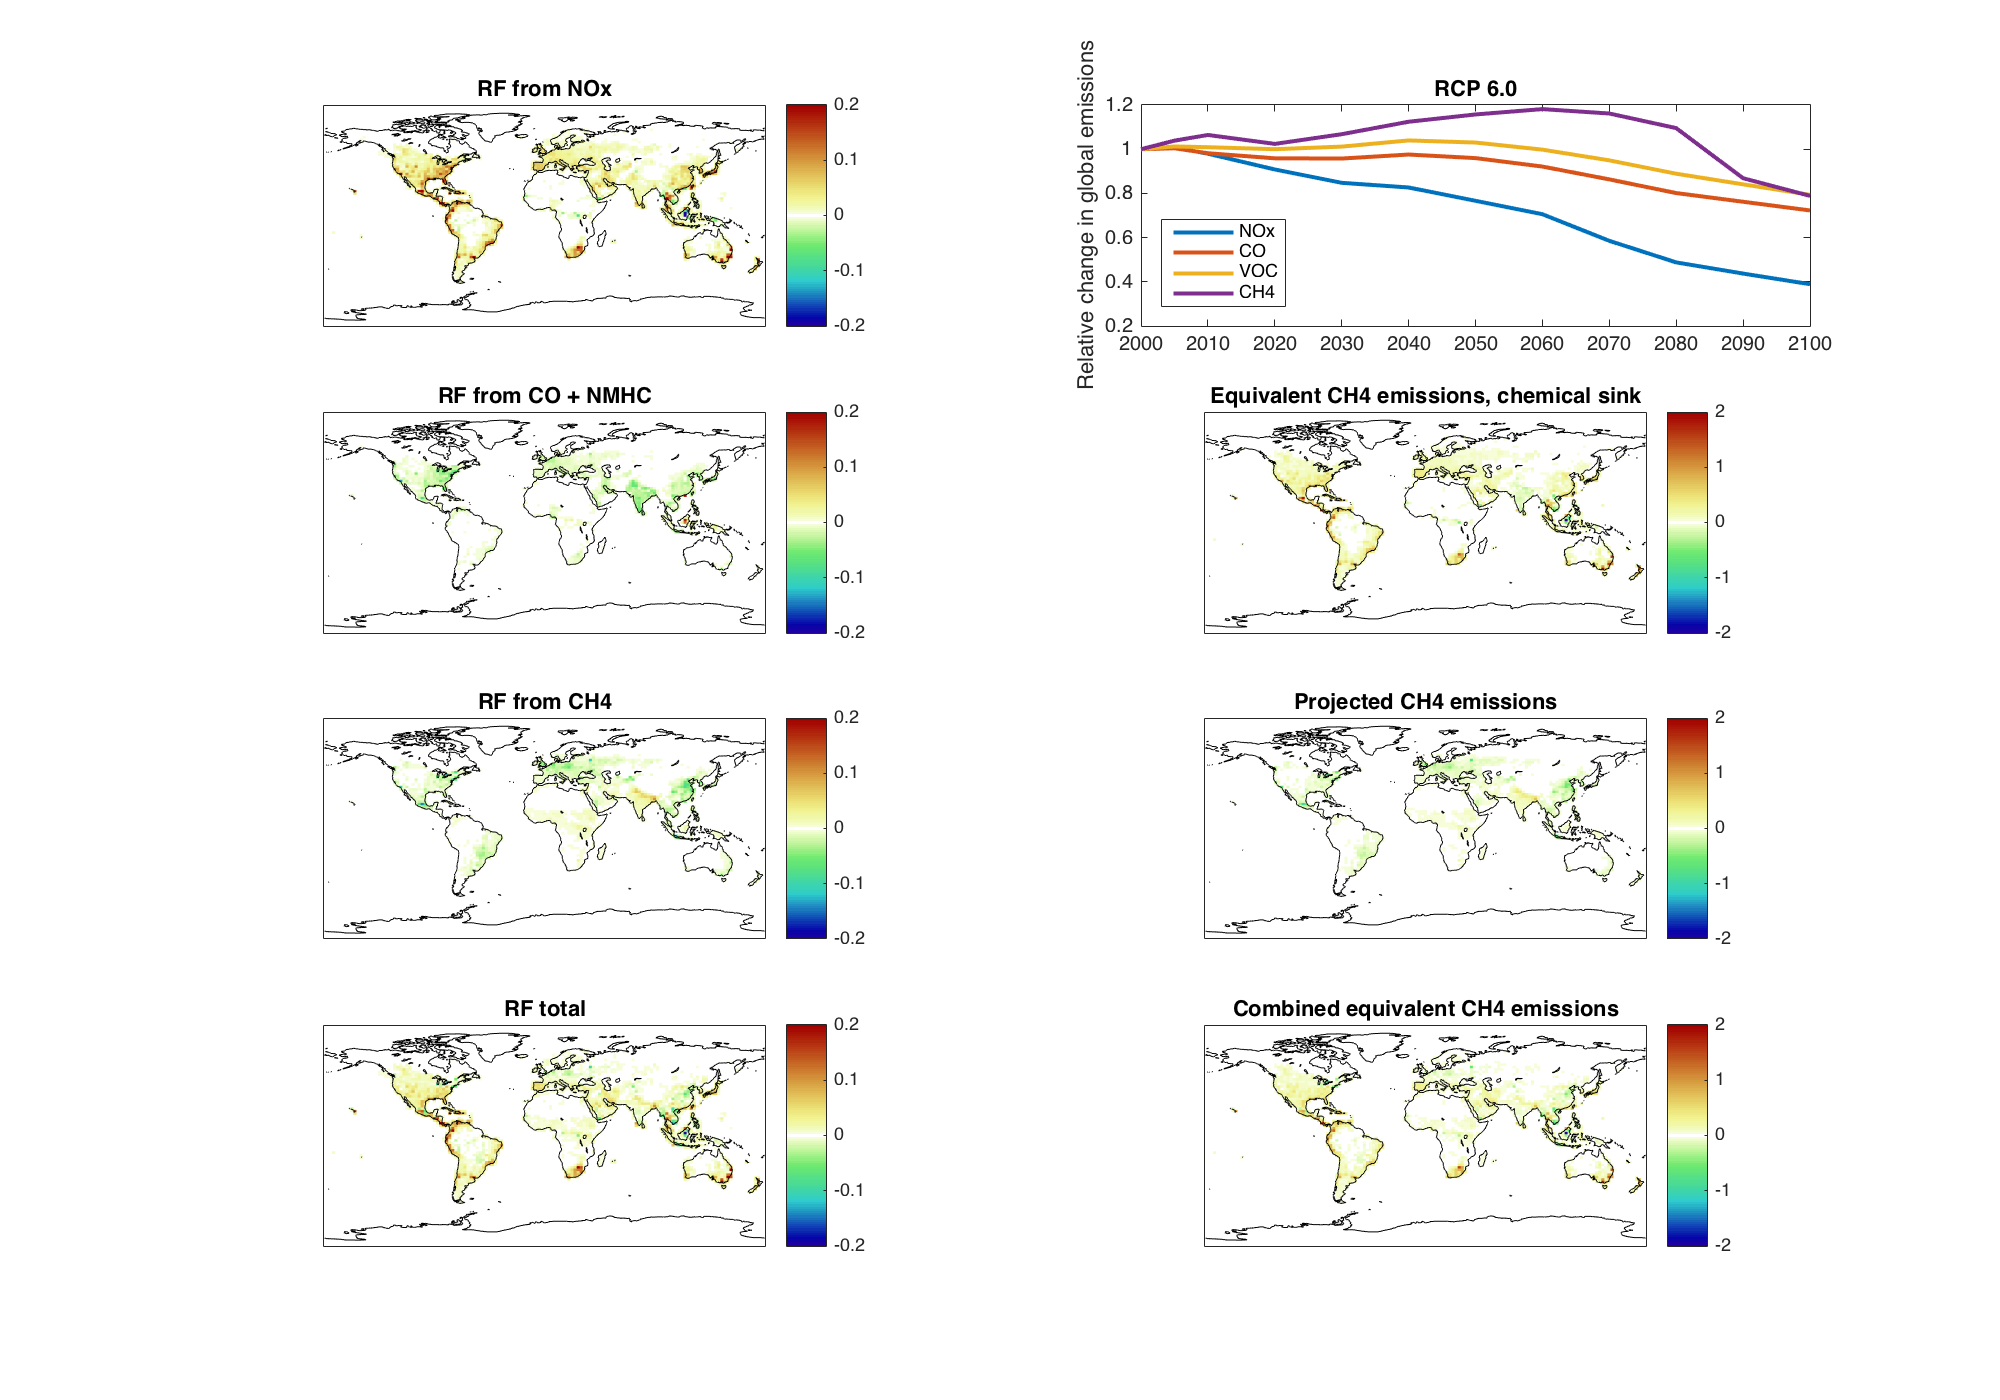 RF from NOx
0.2
0.1
0
-0.1
-0.2
RCP 6.0
Relative change in global emissions
1.2
1
0.8
0.6
0.4
0.2
NOx
CO
VOC
CH4
2000 2010 2020 2030 2040 2050 2060 2070 2080 2090 2100
RF from CO + NMHC
0.2
0.1
0
-0.1
-0.2
Equivalent CH4 emissions, chemical sink
2
1
0
-1
-2
RF from CH4
0.2
0.1
0
-0.1
-0.2
Projected CH4 emissions
2
1
0
-1
-2
RF total
0.2
0.1
0
-0.1
-0.2
Combined equivalent CH4 emissions
2
1
0
-1
-2